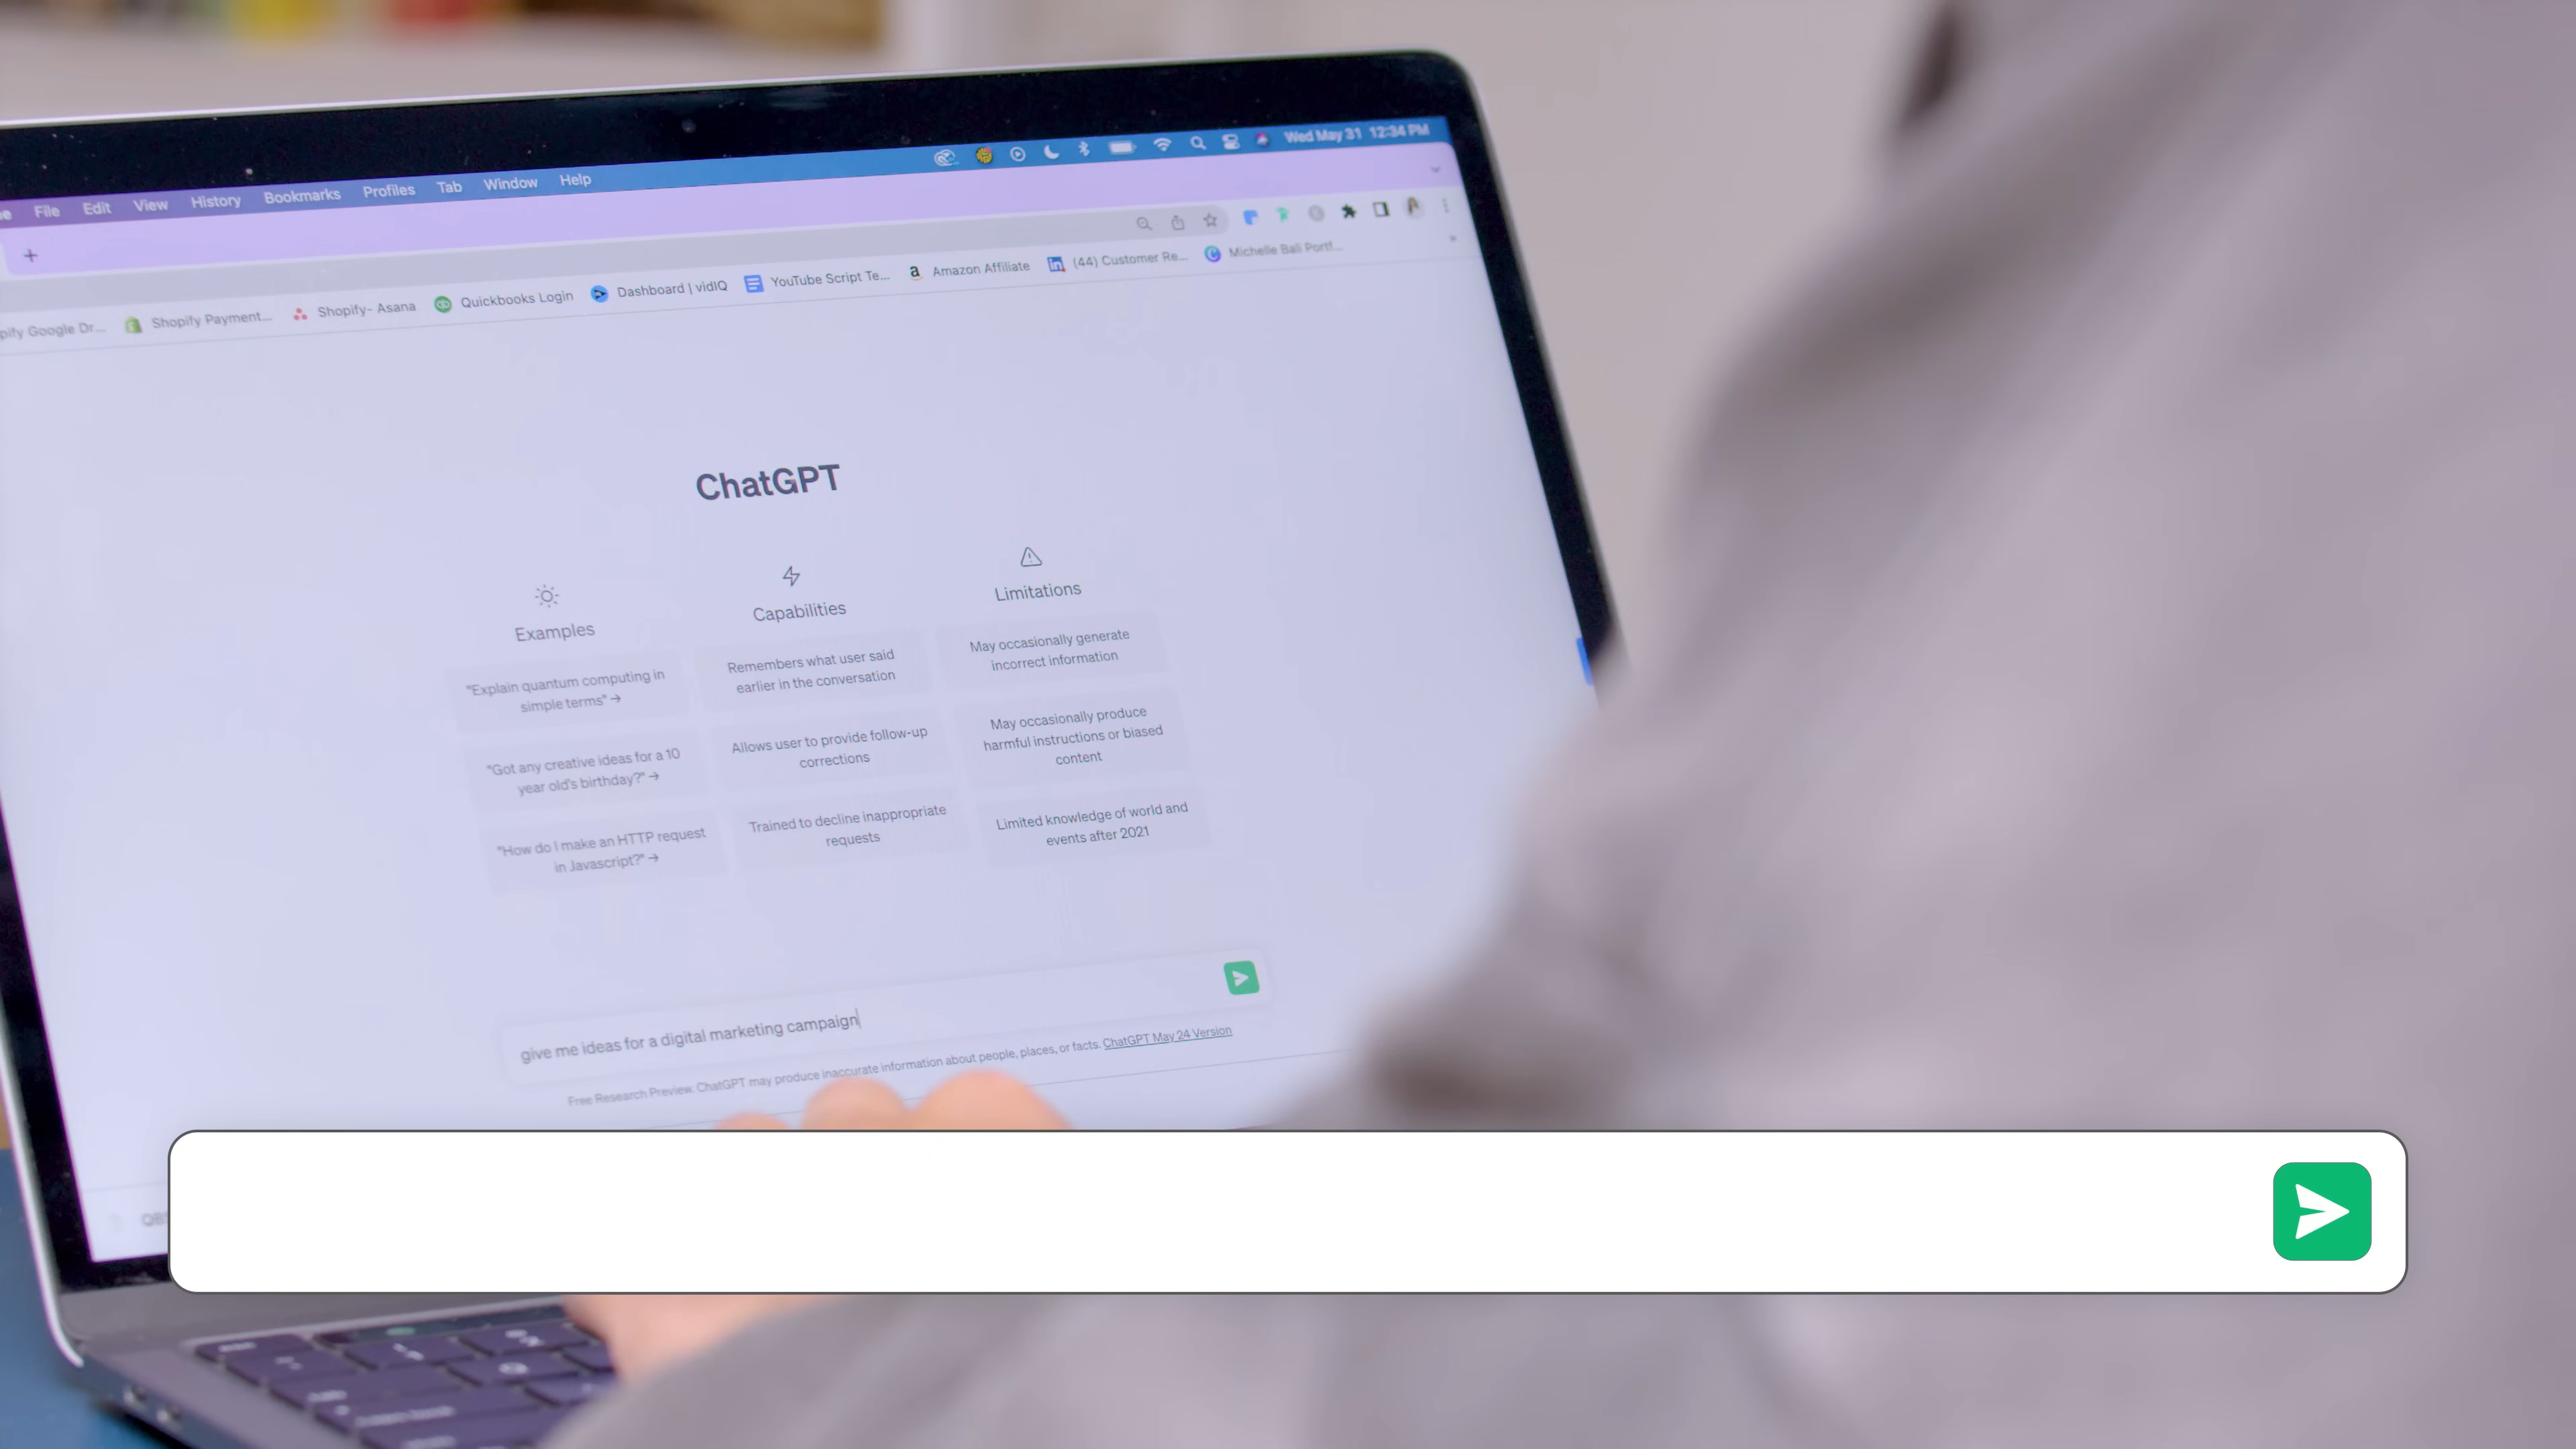 File Edit View History Bookmarks Profiles Tab Window Help Wed May 31 12:34 PM
Google Dr... Shopify Payment... Shopify- Asana Quickbooks Login Dashboard | vidIQ YouTube Script Te... Amazon Affiliate (44) Customer Re... Michelle Bali Portf...
ChatGPT
Examples
"Explain quantum computing in
simple terms" →
"Got any creative ideas for a 10
year old's birthday?" →
"How do I make an HTTP request
in Javascript?" →
Capabilities
Remembers what user said
earlier in the conversation
Allows user to provide follow-up
corrections
Trained to decline inappropriate
requests
Limitations
May occasionally generate
incorrect information
May occasionally produce
harmful instructions or biased
content
Limited knowledge of world and
events after 2021
give me ideas for a digital marketing campaign
Free Research Preview. ChatGPT may produce inaccurate information about people, places, or facts. ChatGPT May 24 Version